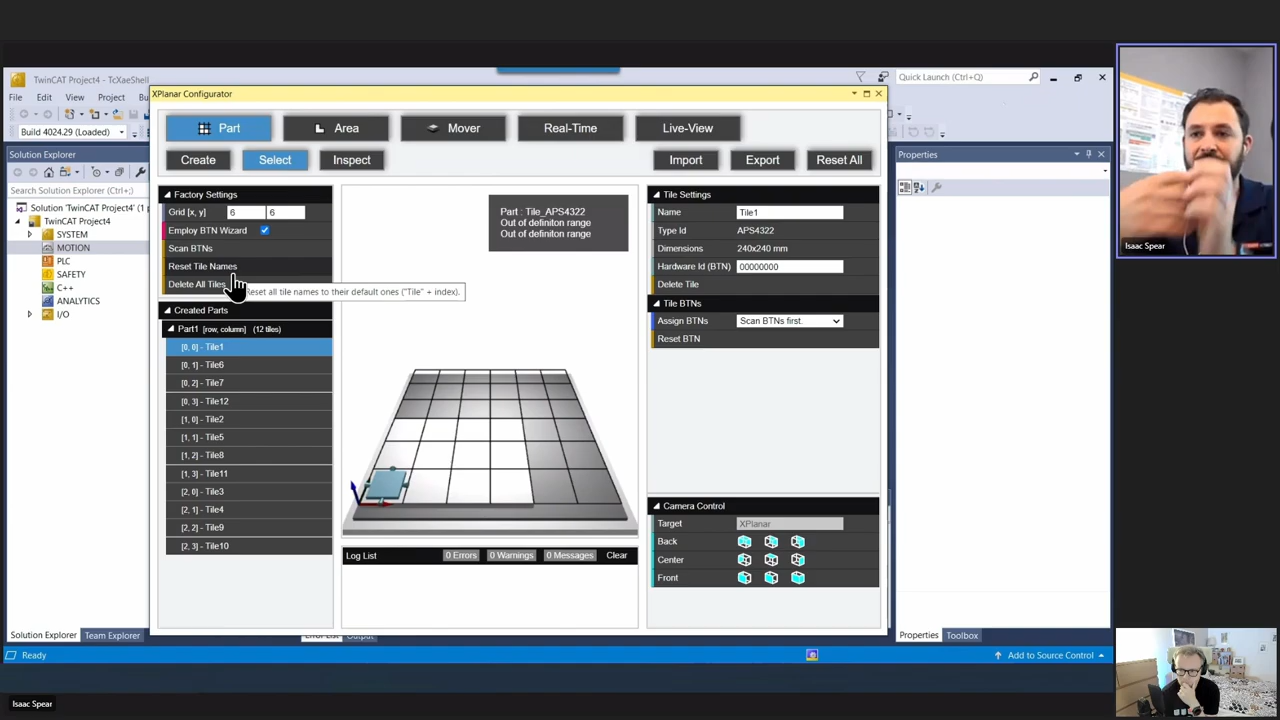 TwinCAT Project4 - TcXaeShell
Quick Launch (Ctrl+Q)
File Edit View Project Bu
Build 4024.29 (Loaded)
Solution Explorer
Search Solution Explorer (Ctrl+;)
Solution 'TwinCAT Project4' (1 p
TwinCAT Project4
SYSTEM
MOTION
PLC
SAFETY
C++
ANALYTICS
I/O
XPlanar Configurator
Part Area Mover Real-Time Live-View
Create Select Inspect Import Export Reset All
Factory Settings
Grid [x, y] 6 6
Employ BTN Wizard
Scan BTNs
Reset Tile Names
Delete All Tiles
Reset all tile names to their default ones ("Tile" + index).
Created Parts
Part1 [row, column] (12 tiles)
[0, 0] - Tile1
[0, 1] - Tile6
[0, 2] - Tile7
[0, 3] - Tile12
[1, 0] - Tile2
[1, 1] - Tile5
[1, 2] - Tile8
[1, 3] - Tile11
[2, 0] - Tile3
[2, 1] - Tile4
[2, 2] - Tile9
[2, 3] - Tile10
Part : Tile_APS4322
Out of definiton range
Out of definiton range
Log List 0 Errors 0 Warnings 0 Messages Clear
Tile Settings
Name Tile1
Type Id APS4322
Dimensions 240x240 mm
Hardware Id (BTN) 00000000
Delete Tile
Tile BTNs
Assign BTNs Scan BTNs first.
Reset BTN
Camera Control
Target XPlanar
Back
Center
Front
Properties
Solution Explorer Team Explorer
Error List Output
Properties Toolbox
Ready
Add to Source Control
Isaac Spear
Isaac Spear